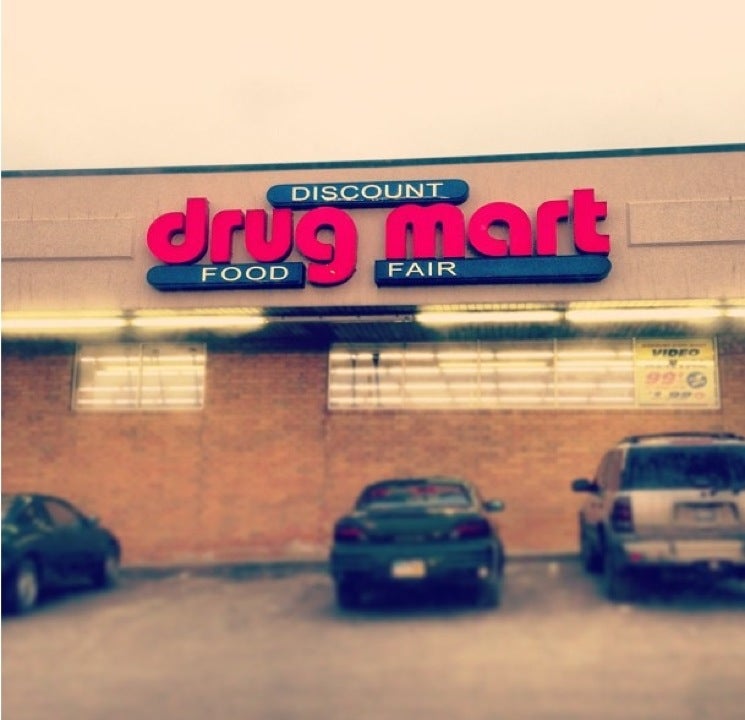 DISCOUNT
drug mart
FOOD FAIR
VIDEO
99¢